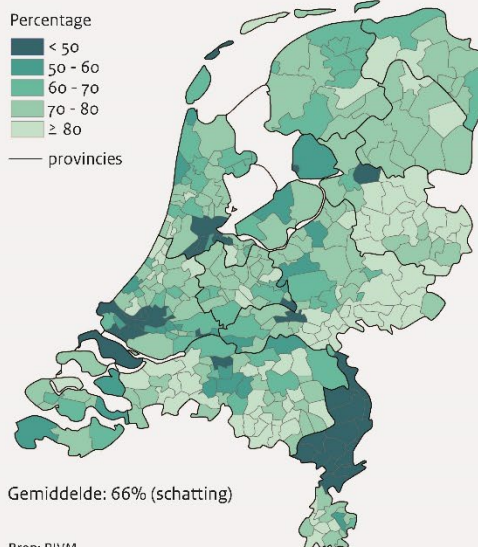 Percentage
< 50
50 - 60
60 - 70
70 - 80
≥ 80
provincies
Gemiddelde: 66% (schatting)
Bron: RIVM